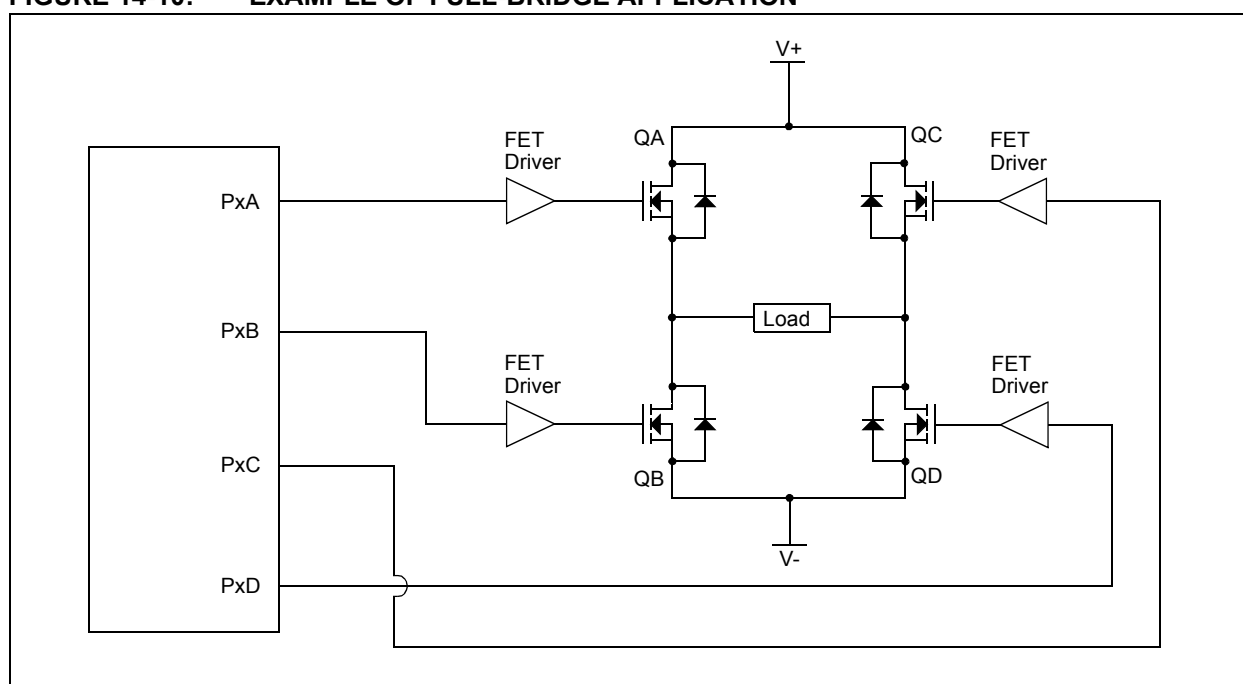 FIGURE 14-10: EXAMPLE OF FULL-BRIDGE APPLICATION
V+
FET
Driver
QA
QC
FET
Driver
PxA
Load
PxB
FET
Driver
FET
Driver
PxC
QB
QD
V-
PxD